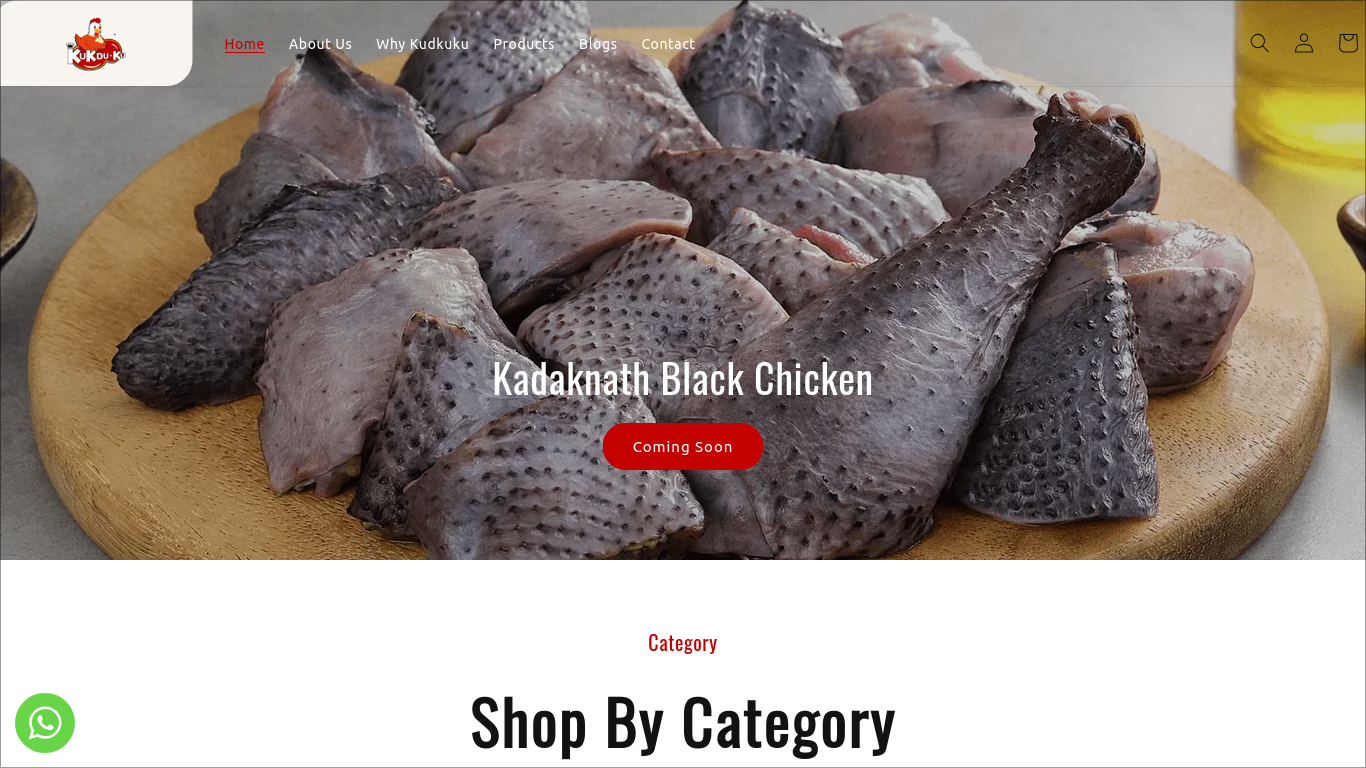 KuKDu-Ku
Home
About Us
Why Kudkuku
Products
Blogs
Contact
Kadaknath Black Chicken
Coming Soon
Category
Shop By Category